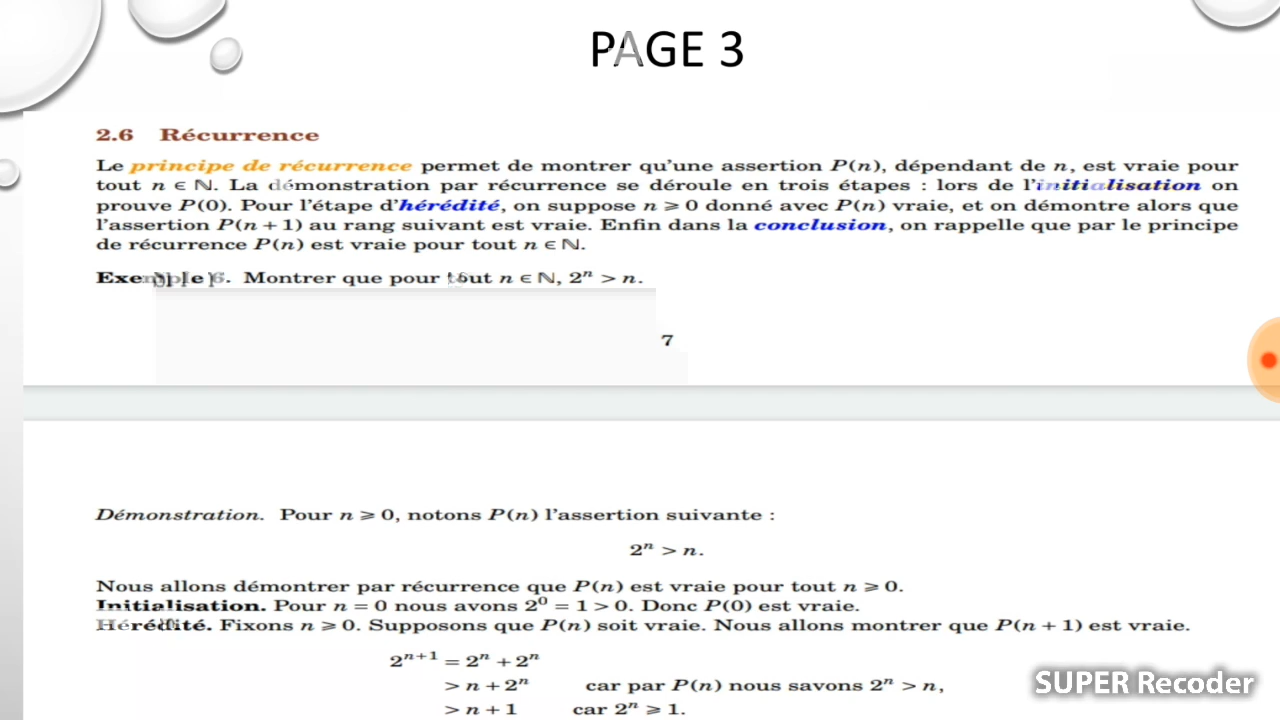 PAGE 3
2.6 Récurrence
Le principe de récurrence permet de montrer qu'une assertion P(n), dépendant de n, est vraie pour
tout n ∈ ℕ. La démonstration par récurrence se déroule en trois étapes : lors de l'initialisation on
prouve P(0). Pour l'étape d'hérédité, on suppose n ⩾ 0 donné avec P(n) vraie, et on démontre alors que
l'assertion P(n + 1) au rang suivant est vraie. Enfin dans la conclusion, on rappelle que par le principe
de récurrence P(n) est vraie pour tout n ∈ ℕ.
Exemple 6. Montrer que pour tout n ∈ ℕ, 2ⁿ > n.
7
Démonstration. Pour n ⩾ 0, notons P(n) l'assertion suivante :
2ⁿ > n.
Nous allons démontrer par récurrence que P(n) est vraie pour tout n ⩾ 0.
Initialisation. Pour n = 0 nous avons 2⁰ = 1 > 0. Donc P(0) est vraie.
Hérédité. Fixons n ⩾ 0. Supposons que P(n) soit vraie. Nous allons montrer que P(n + 1) est vraie.
2ⁿ⁺¹ = 2ⁿ + 2ⁿ
> n + 2ⁿ car par P(n) nous savons 2ⁿ > n,
> n + 1 car 2ⁿ ⩾ 1.
SUPER Recoder